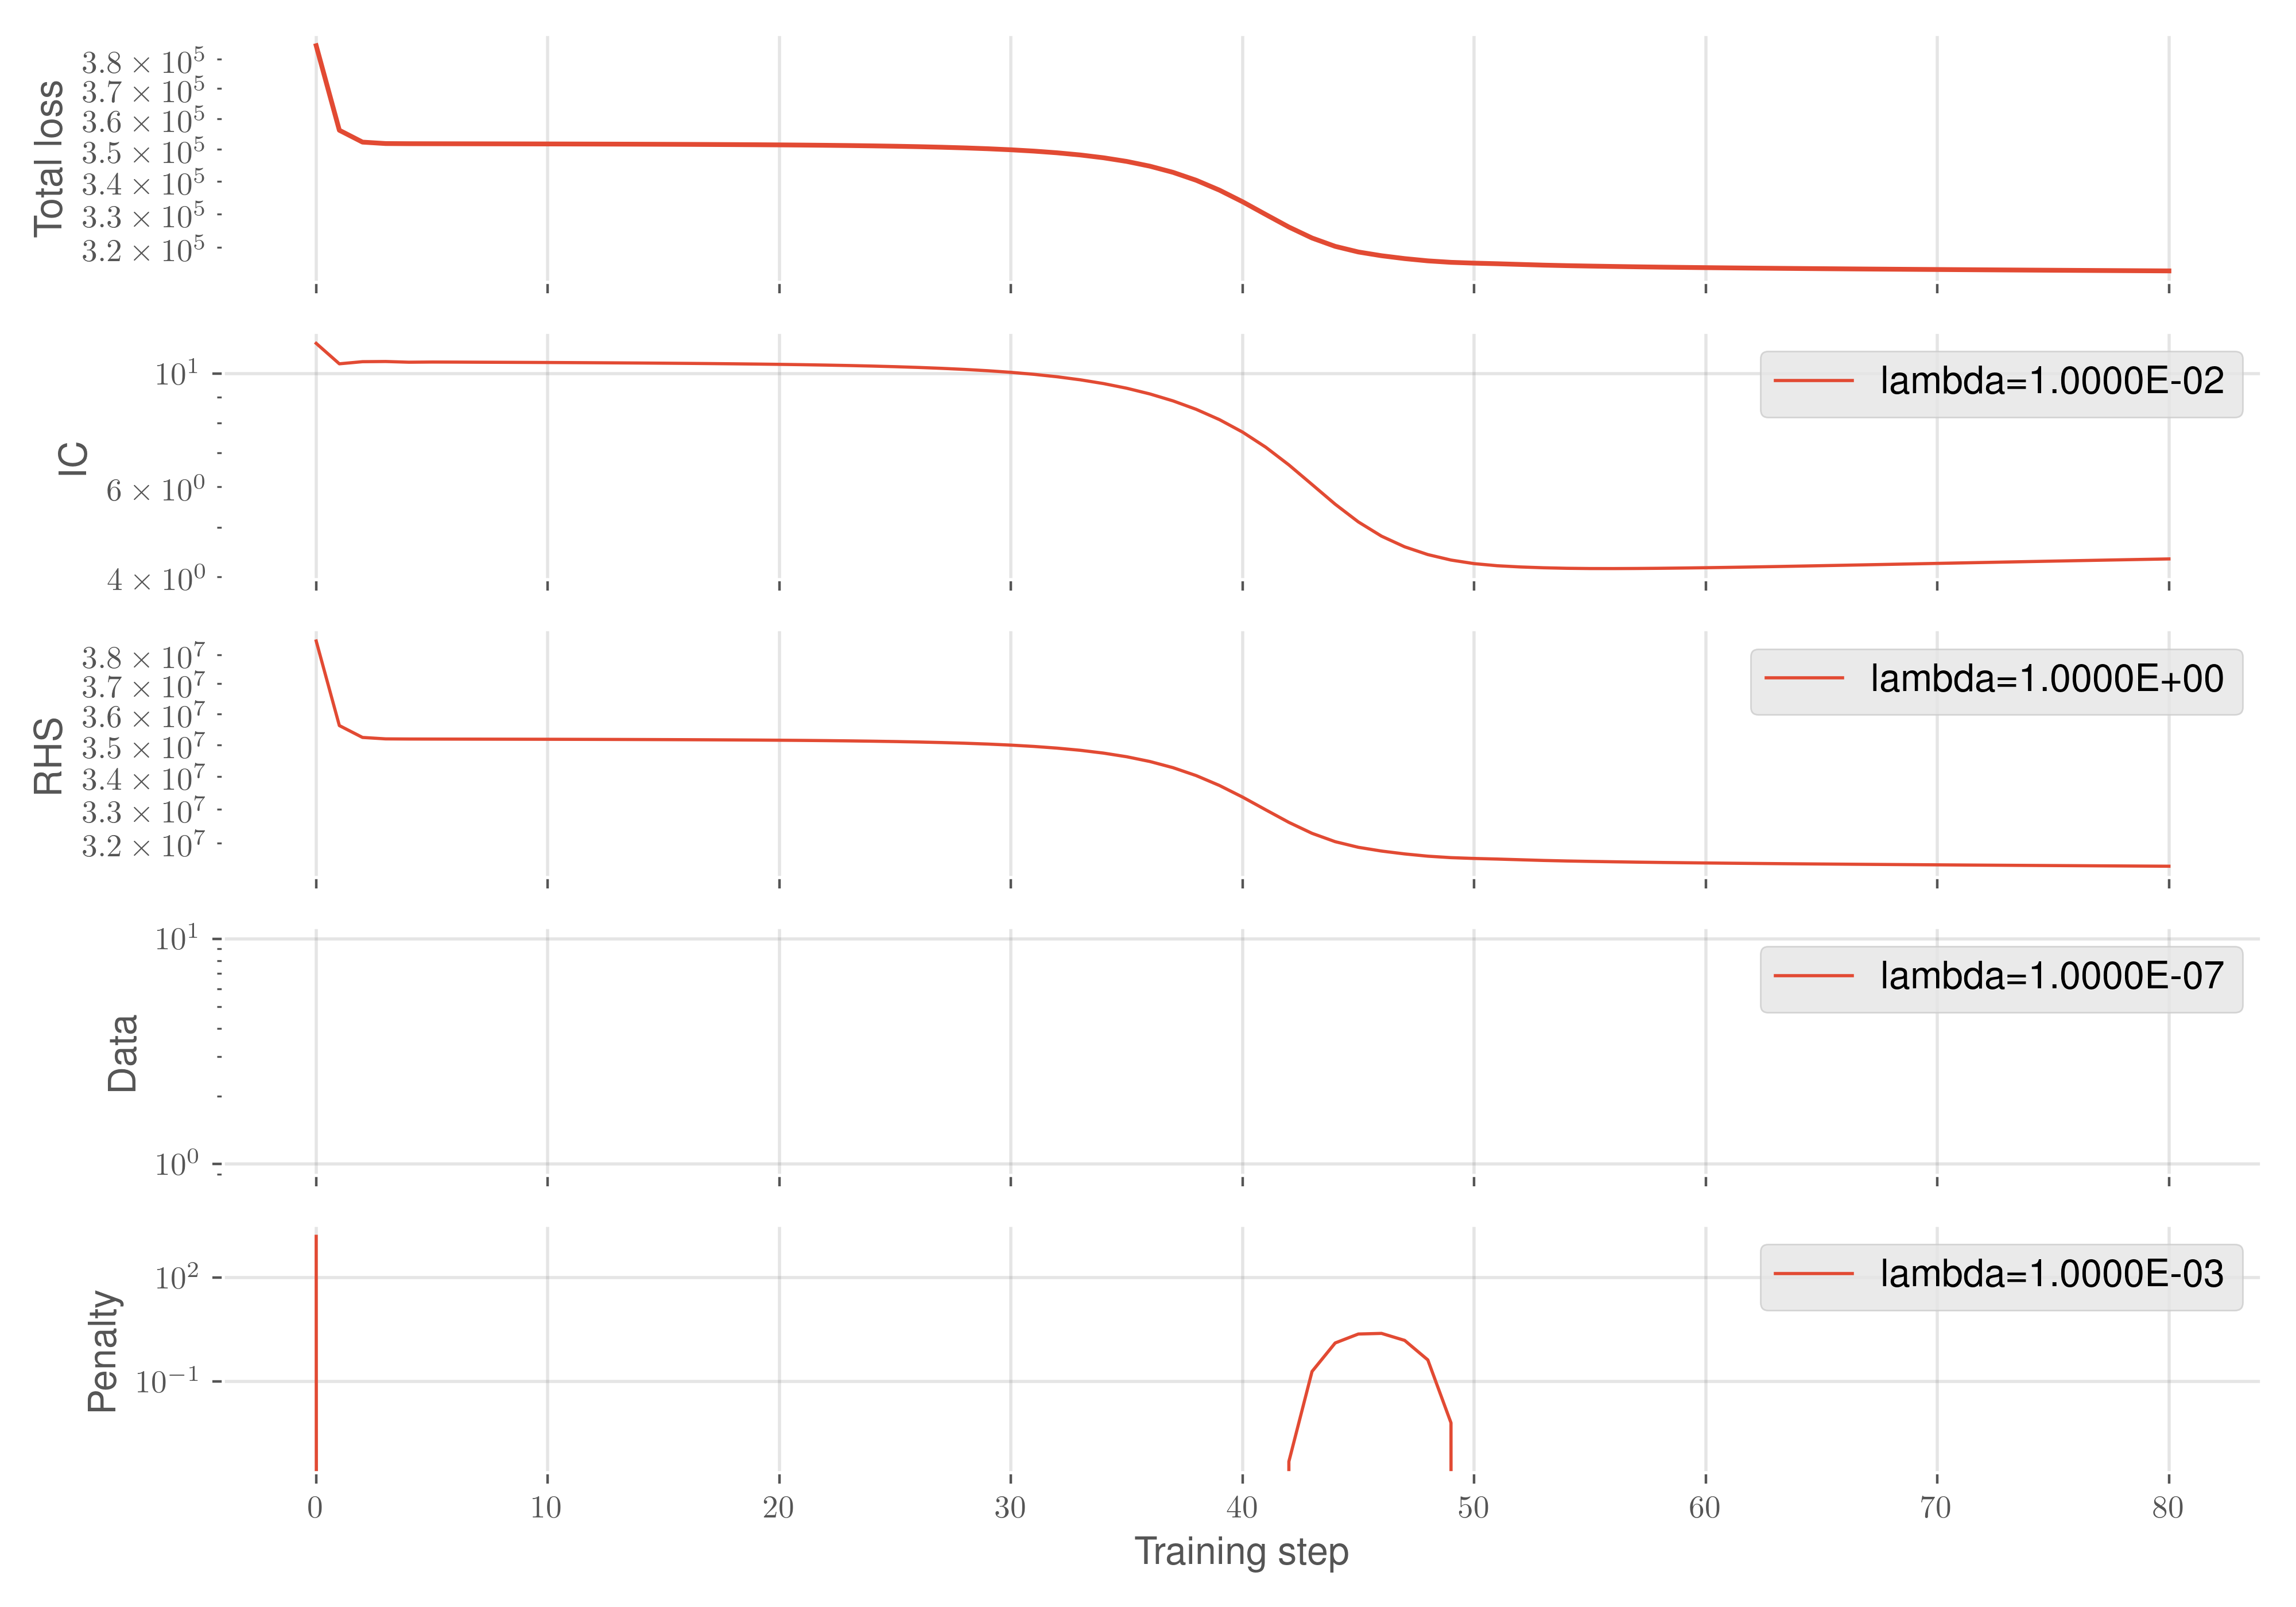 Total loss
3.8 × 10^5
3.7 × 10^5
3.6 × 10^5
3.5 × 10^5
3.4 × 10^5
3.3 × 10^5
3.2 × 10^5
IC
10^1
6 × 10^0
4 × 10^0
lambda=1.0000E-02
RHS
3.8 × 10^7
3.7 × 10^7
3.6 × 10^7
3.5 × 10^7
3.4 × 10^7
3.3 × 10^7
3.2 × 10^7
lambda=1.0000E+00
Data
10^1
10^0
lambda=1.0000E-07
Penalty
10^2
10^−1
lambda=1.0000E-03
0 10 20 30 40 50 60 70 80
Training step